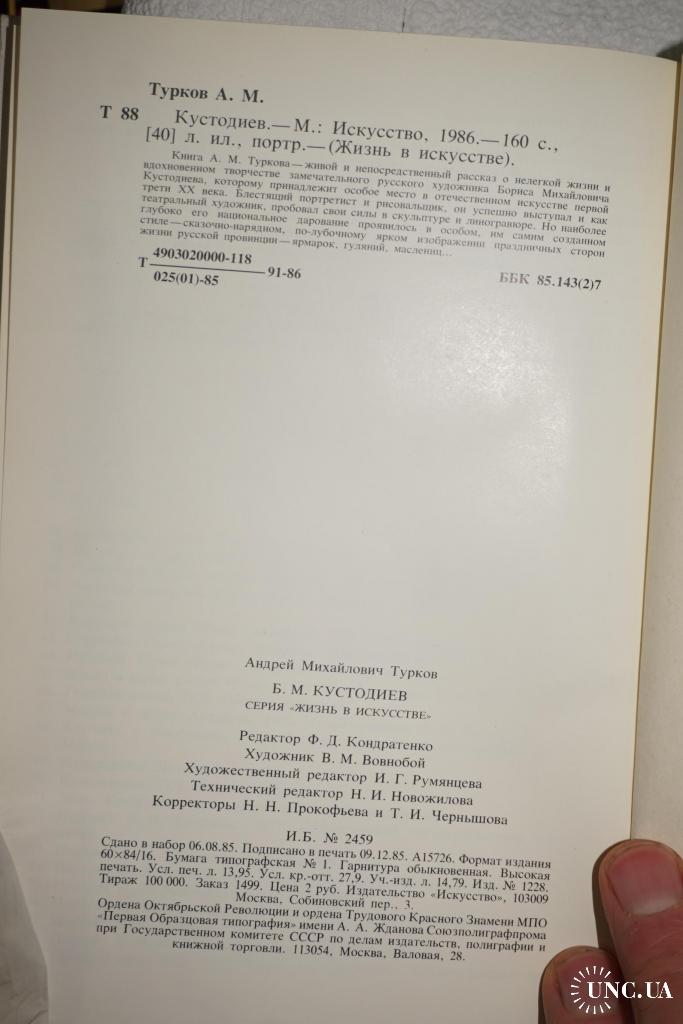 Турков А. М.
Т 88
Кустодиев.— М.: Искусство, 1986.— 160 с.,
[40] л. ил., портр.— (Жизнь в искусстве).
Книга А. М. Туркова — живой и непосредственный рассказ о нелегкой жизни и
вдохновенном творчестве замечательного русского художника Бориса Михайловича
Кустодиева, которому принадлежит особое место в отечественном искусстве первой
трети XX века. Блестящий портретист и рисовальщик, он успешно выступал и как
театральный художник, пробовал свои силы в скульптуре и линогравюре. Но наиболее
глубоко его национальное дарование проявилось в особом, им самим созданном
стиле — сказочно-нарядном, по-лубочному ярком изображении праздничных сторон
жизни русской провинции — ярмарок, гуляний, маслениц...
Т 4903020000-118
025(01)-85
91-86
ББК 85.143(2)7
Андрей Михайлович Турков
Б. М. КУСТОДИЕВ
СЕРИЯ «ЖИЗНЬ В ИСКУССТВЕ»
Редактор Ф. Д. Кондратенко
Художник В. М. Вовнобой
Художественный редактор И. Г. Румянцева
Технический редактор Н. И. Новожилова
Корректоры Н. Н. Прокофьева и Т. И. Чернышова
И.Б. № 2459
Сдано в набор 06.08.85. Подписано в печать 09.12.85. А15726. Формат издания
60×84/16. Бумага типографская № 1. Гарнитура обыкновенная. Высокая
печать. Усл. печ. л. 13,95. Усл. кр.-отт. 27,9. Уч.-изд. л. 14,79. Изд. № 1228.
Тираж 100 000. Заказ 1499. Цена 2 руб. Издательство «Искусство», 103009
Москва, Собиновский пер., 3.
Ордена Октябрьской Революции и ордена Трудового Красного Знамени МПО
«Первая Образцовая типография» имени А. А. Жданова Союзполиграфпрома
при Государственном комитете СССР по делам издательств, полиграфии и
книжной торговли. 113054, Москва, Валовая, 28.
UNC.UA